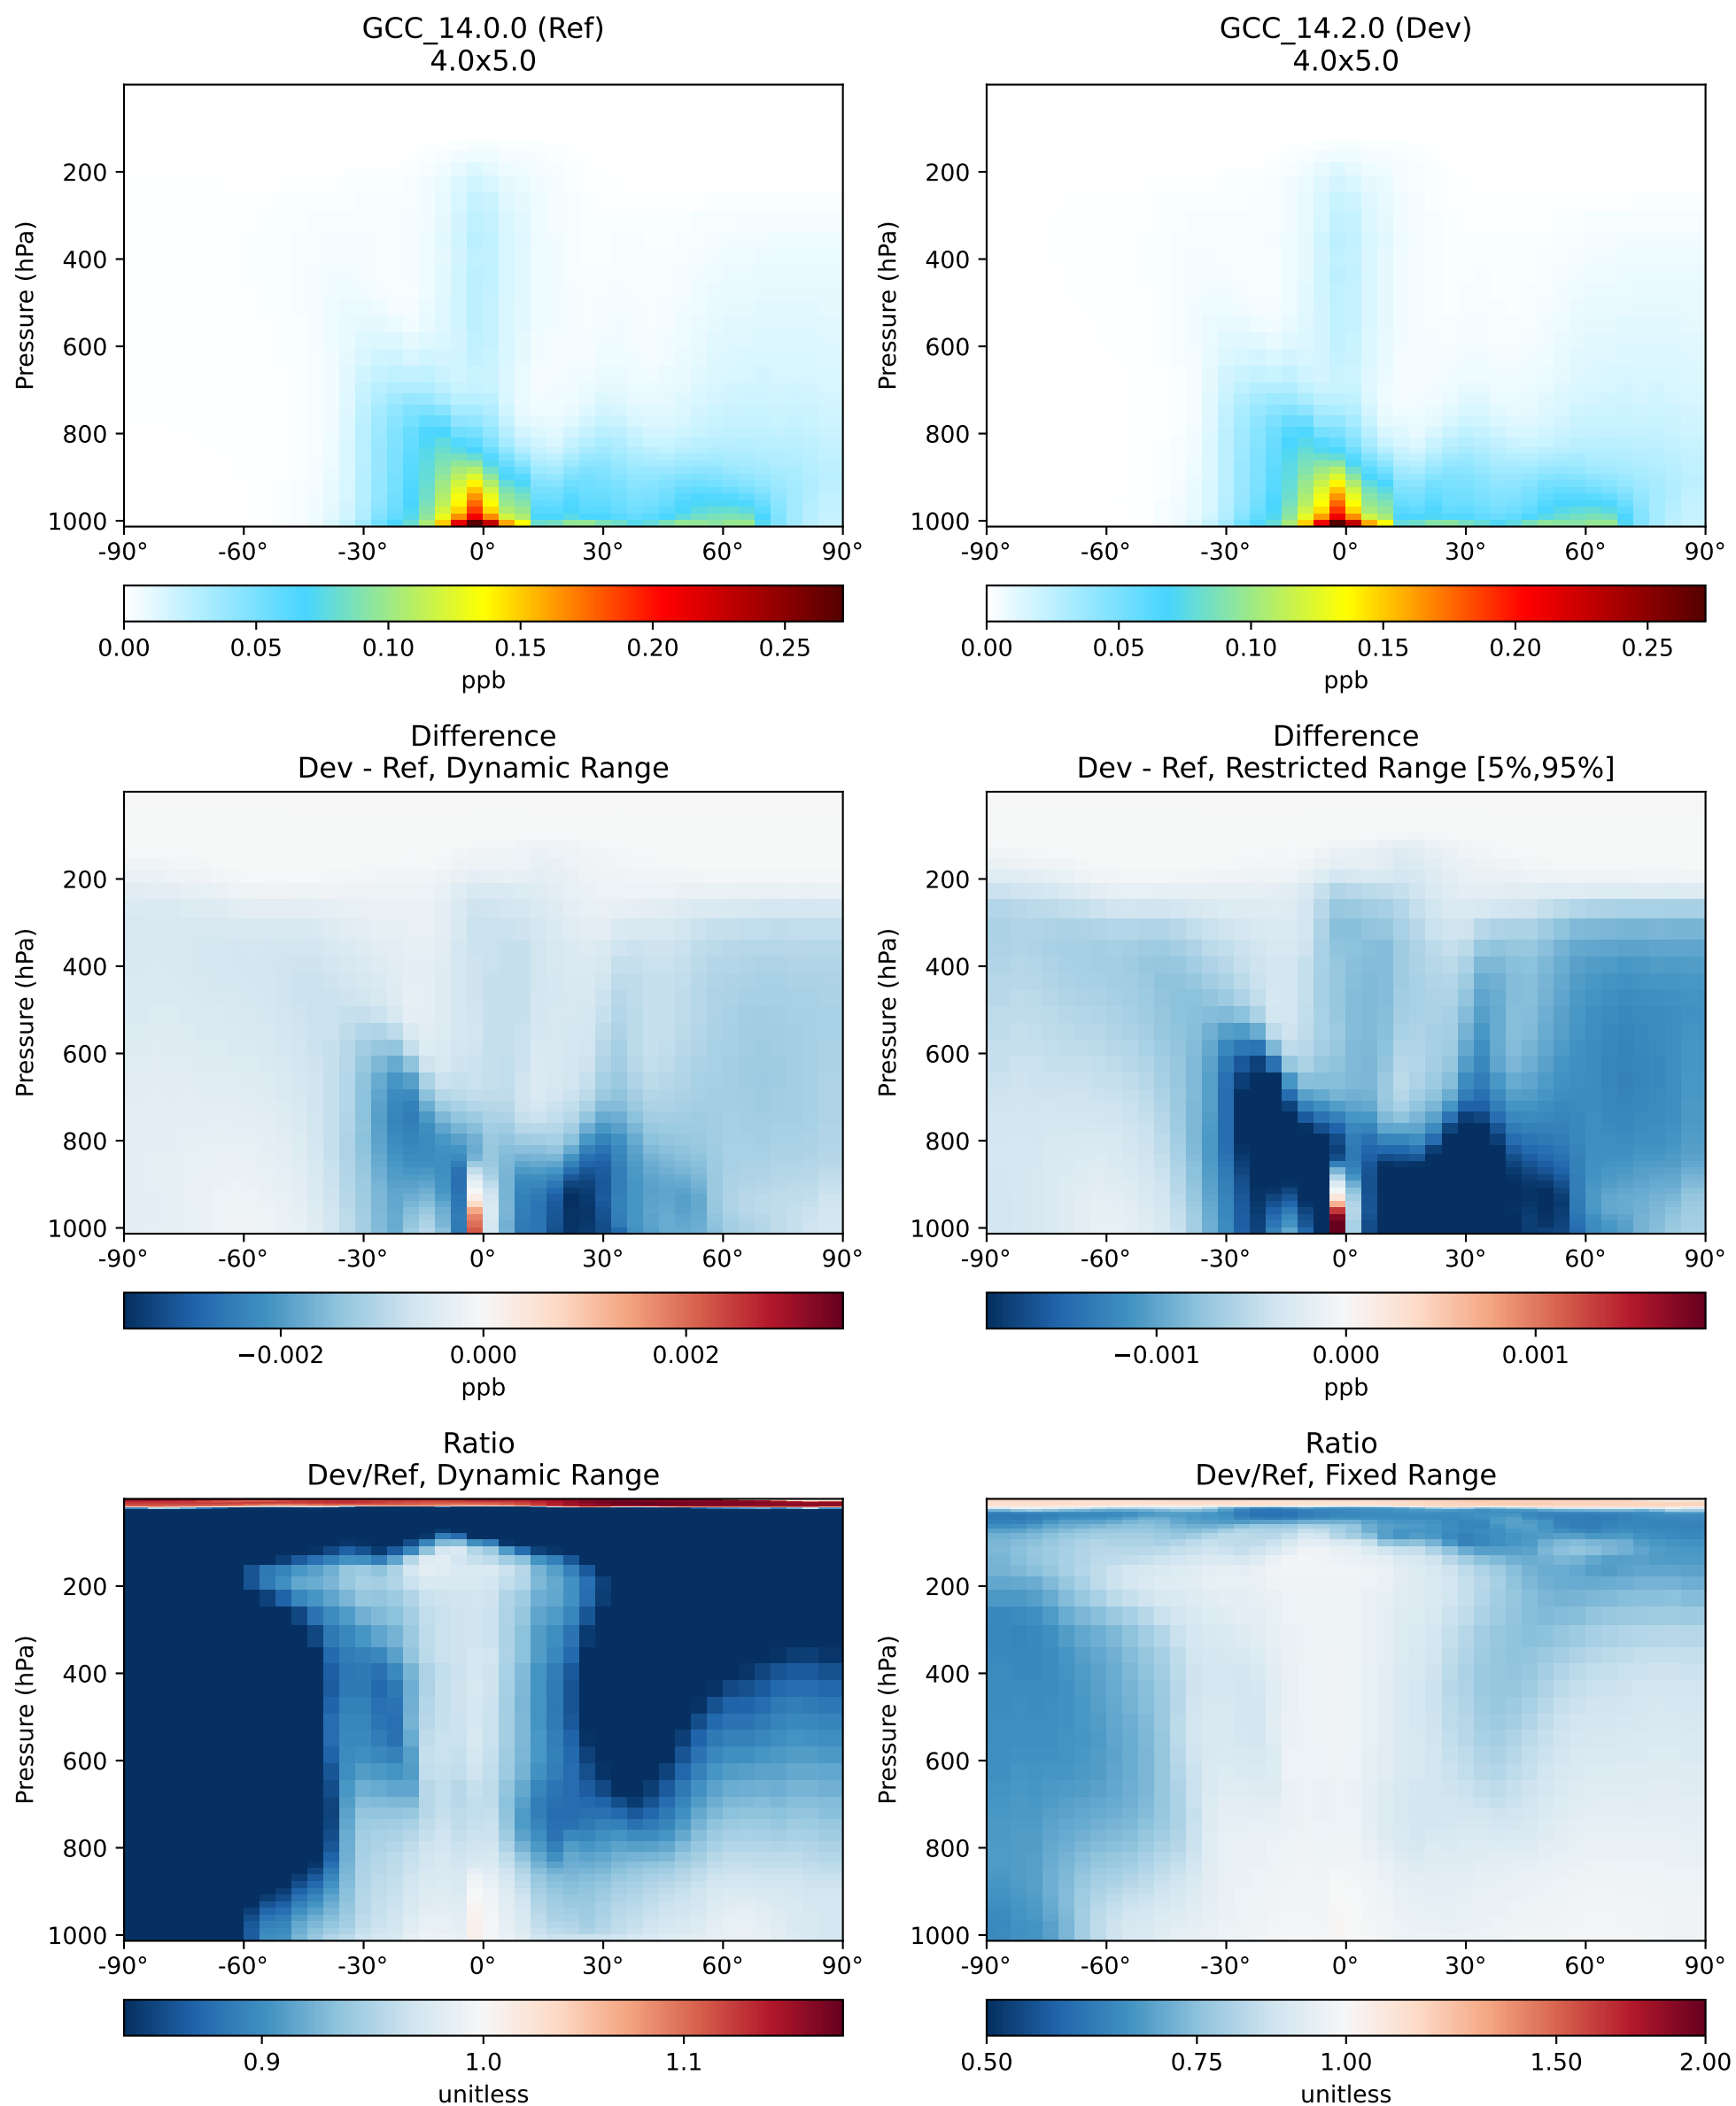 GCC_14.0.0 (Ref)
4.0x5.0
Pressure (hPa)
200
400
600
800
1000
-90° -60° -30° 0° 30° 60° 90°
0.00 0.05 0.10 0.15 0.20 0.25
ppb
GCC_14.2.0 (Dev)
4.0x5.0
Pressure (hPa)
200
400
600
800
1000
-90° -60° -30° 0° 30° 60° 90°
0.00 0.05 0.10 0.15 0.20 0.25
ppb
Difference
Dev - Ref, Dynamic Range
Pressure (hPa)
200
400
600
800
1000
-90° -60° -30° 0° 30° 60° 90°
−0.002 0.000 0.002
ppb
Difference
Dev - Ref, Restricted Range [5%,95%]
Pressure (hPa)
200
400
600
800
1000
-90° -60° -30° 0° 30° 60° 90°
−0.001 0.000 0.001
ppb
Ratio
Dev/Ref, Dynamic Range
Pressure (hPa)
200
400
600
800
1000
-90° -60° -30° 0° 30° 60° 90°
0.9 1.0 1.1
unitless
Ratio
Dev/Ref, Fixed Range
Pressure (hPa)
200
400
600
800
1000
-90° -60° -30° 0° 30° 60° 90°
0.50 0.75 1.00 1.50 2.00
unitless